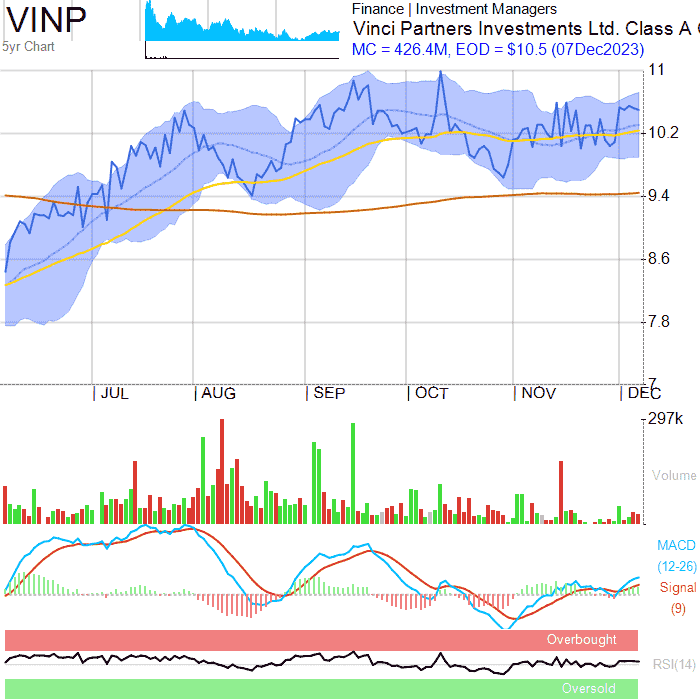 VINP
5yr Chart
Finance | Investment Managers
Vinci Partners Investments Ltd. Class A
MC = 426.4M, EOD = $10.5 (07Dec2023)
11
10.2
9.4
8.6
7.8
7
JUL AUG SEP OCT NOV DEC
297k
Volume
MACD
(12-26)
Signal
(9)
Overbought
RSI(14)
Oversold